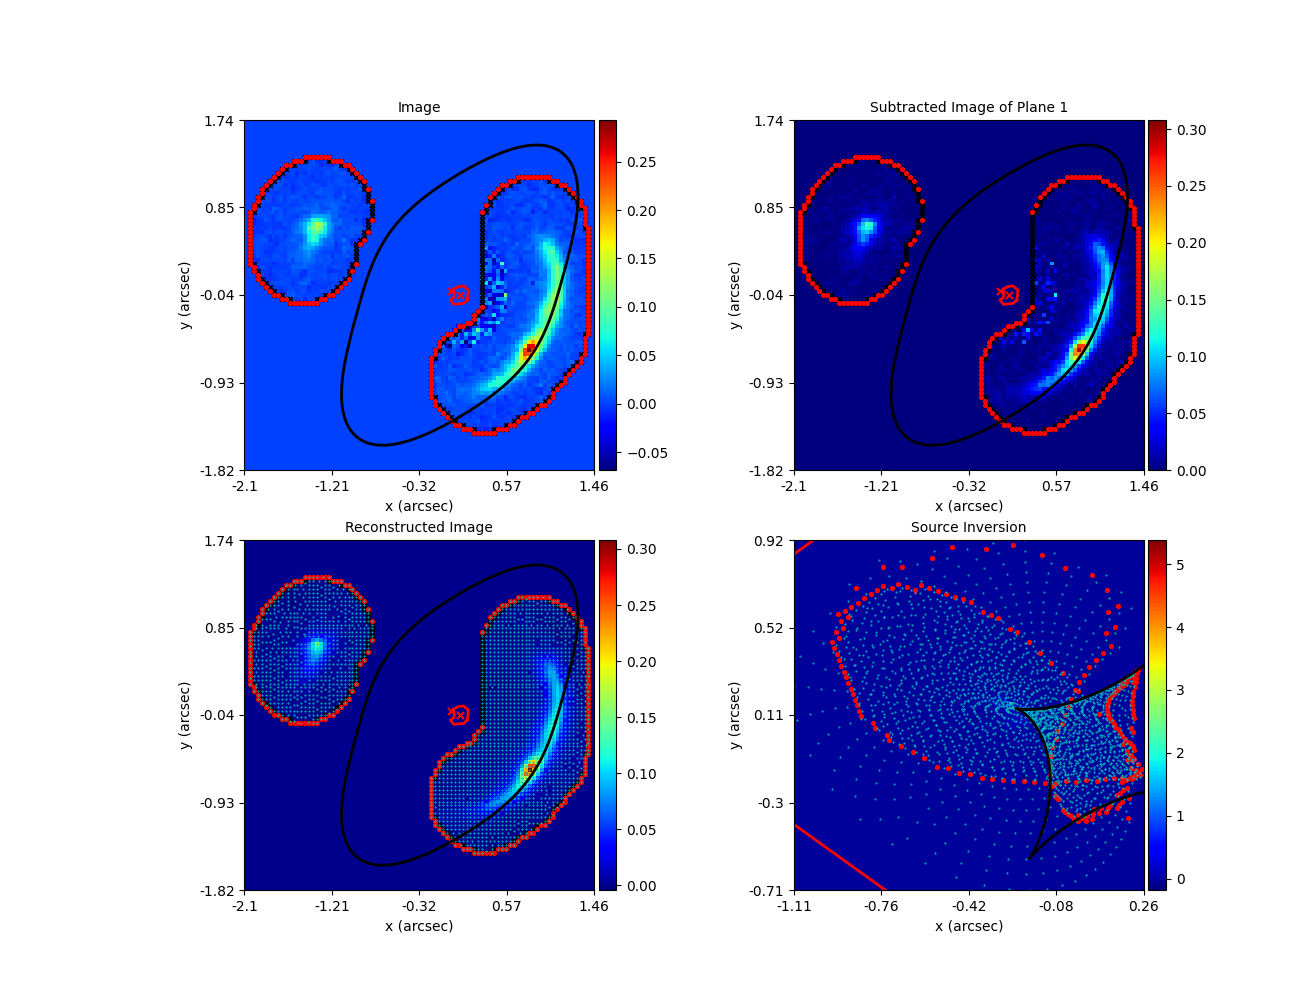 Image
1.74
0.85
-0.04
-0.93
-1.82
y (arcsec)
-2.1 -1.21 -0.32 0.57 1.46
x (arcsec)
0.25
0.20
0.15
0.10
0.05
0.00
−0.05
Subtracted Image of Plane 1
1.74
0.85
-0.04
-0.93
-1.82
y (arcsec)
-2.1 -1.21 -0.32 0.57 1.46
x (arcsec)
0.30
0.25
0.20
0.15
0.10
0.05
0.00
Reconstructed Image
1.74
0.85
-0.04
-0.93
-1.82
y (arcsec)
-2.1 -1.21 -0.32 0.57 1.46
x (arcsec)
0.30
0.25
0.20
0.15
0.10
0.05
0.00
Source Inversion
0.92
0.52
0.11
-0.3
-0.71
y (arcsec)
-1.11 -0.76 -0.42 -0.08 0.26
x (arcsec)
5
4
3
2
1
0